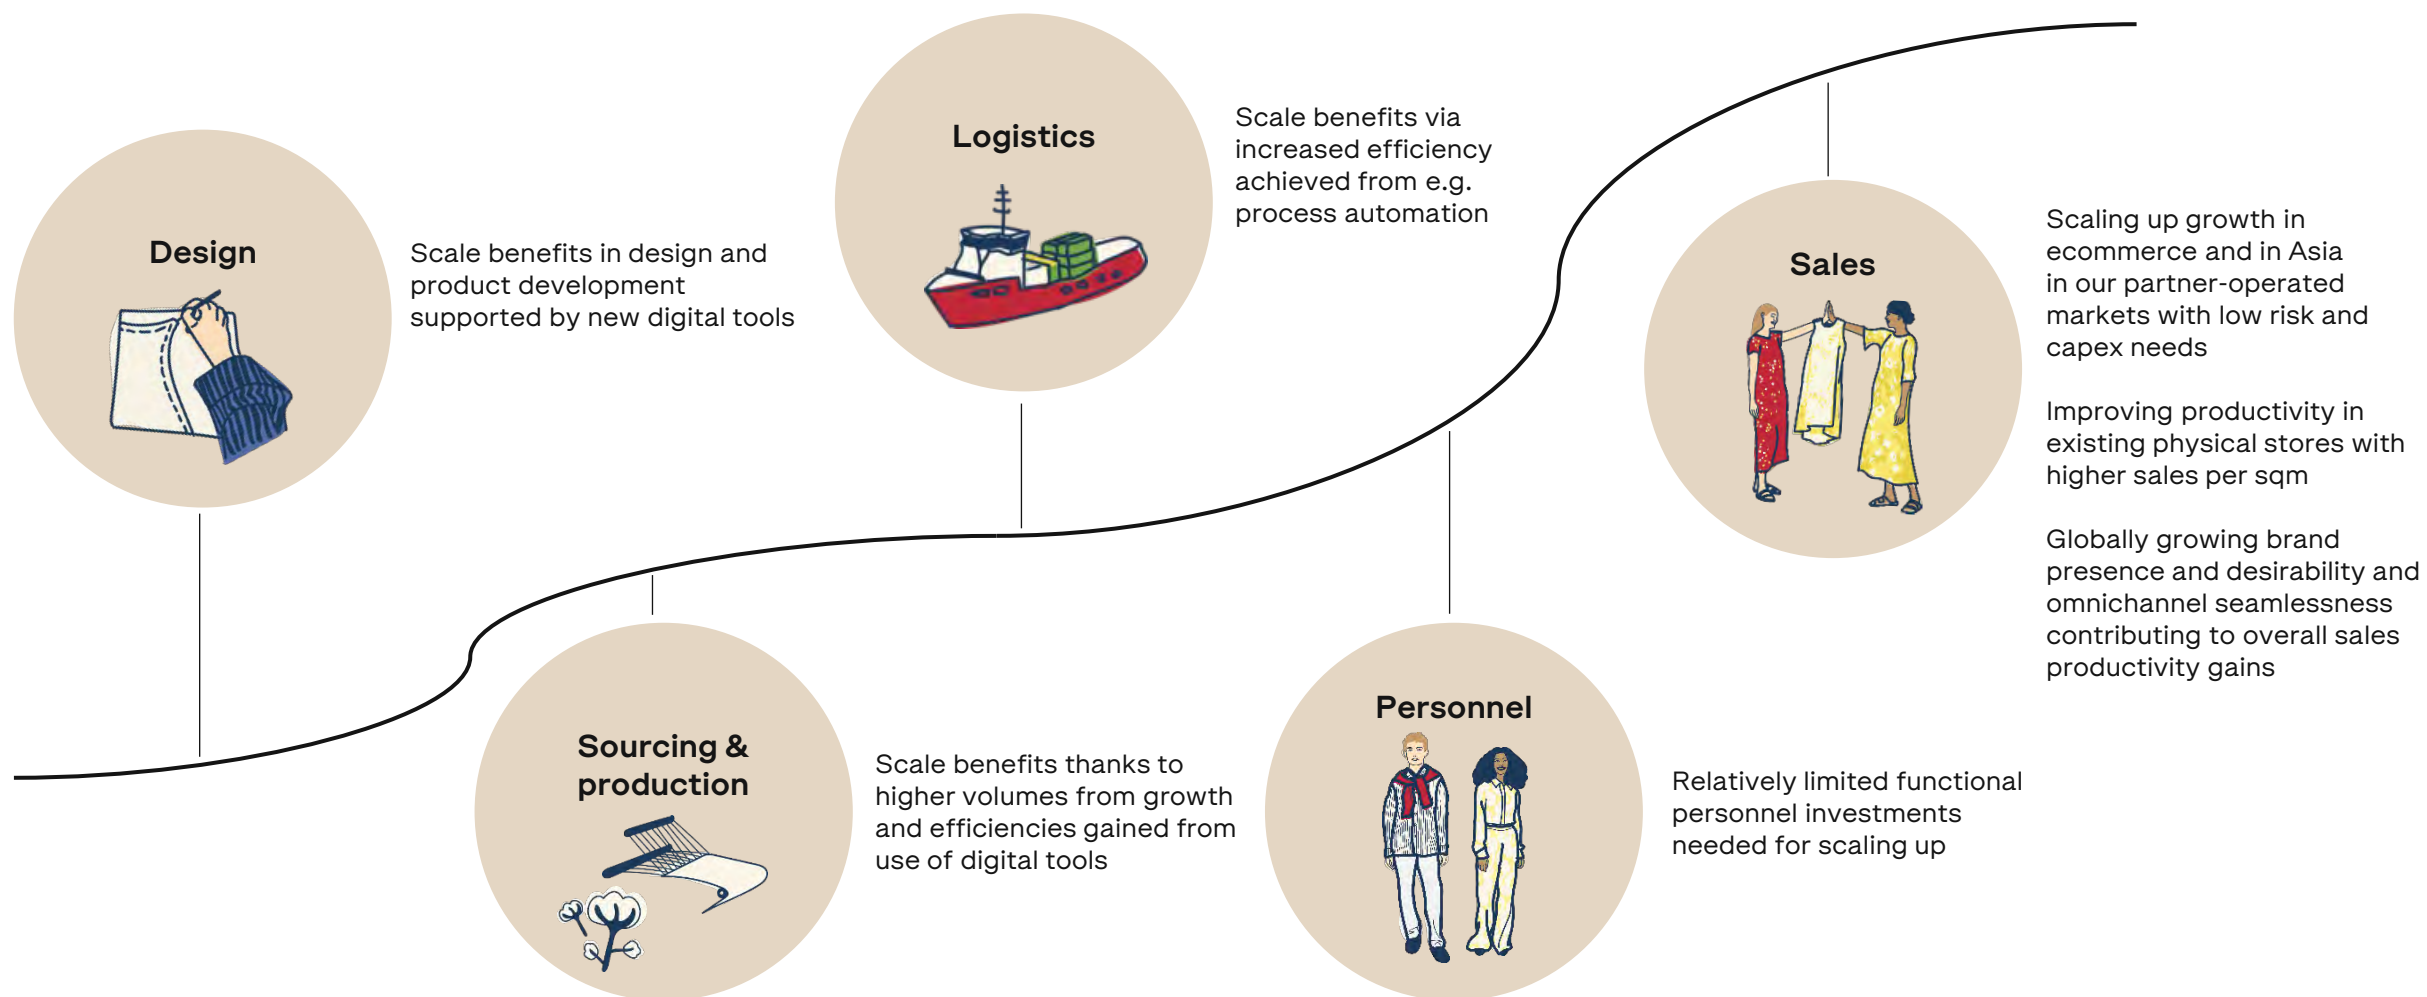 Design
Scale benefits in design and
product development
supported by new digital tools
Sourcing &
production
Scale benefits thanks to
higher volumes from growth
and efficiencies gained from
use of digital tools
Logistics
Scale benefits via
increased efficiency
achieved from e.g.
process automation
Personnel
Relatively limited functional
personnel investments
needed for scaling up
Sales
Scaling up growth in
ecommerce and in Asia
in our partner-operated
markets with low risk and
capex needs
Improving productivity in
existing physical stores with
higher sales per sqm
Globally growing brand
presence and desirability and
omnichannel seamlessness
contributing to overall sales
productivity gains